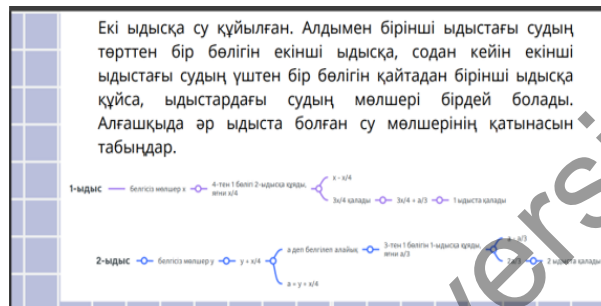 Екі ыдысқа су құйылған. Алдымен бірінші ыдыстағы судың
төрттен бір бөлігін екінші ыдысқа, содан кейін екінші
ыдыстағы судың үштен бір бөлігін қайтадан бірінші ыдысқа
құйса, ыдыстардағы судың мөлшері бірдей болады.
Алғашқыда әр ыдыста болған су мөлшерінің қатынасын
табыңдар.
x - x/4
1-ыдыс белгісіз мөлшер x 4-тен 1 бөлігі 2-ыдысқа құяды, яғни x/4
3x/4 қалады 3x/4 + a/3 1 ыдыста қалады
a - a/3
a деп белгілеп алайық 3-тен 1 бөлігін 1-ыдысқа құяды, яғни a/3
2-ыдыс белгісіз мөлшер y y + x/4
2a/3 2 ыдыста қалады
a = y + x/4
versi